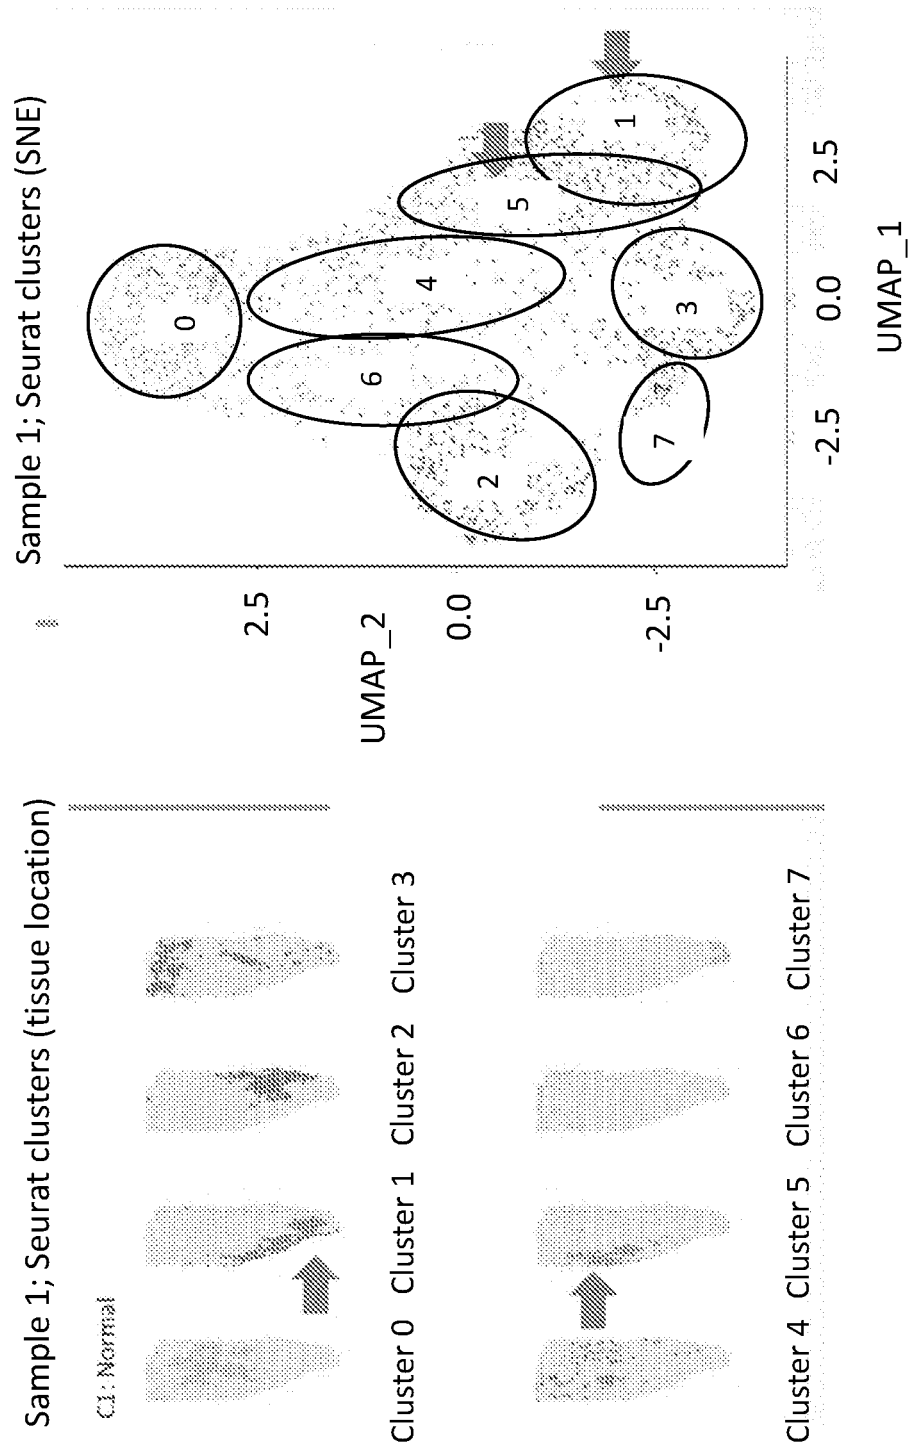 Sample 1; Seurat clusters (tissue location)
C1: Normal
Cluster 0 Cluster 1 Cluster 2 Cluster 3
Cluster 4 Cluster 5 Cluster 6 Cluster 7
Sample 1; Seurat clusters (SNE)
UMAP_2
2.5
0.0
-2.5
0
6
4
5
1
2
7
3
-2.5 0.0 2.5
UMAP_1